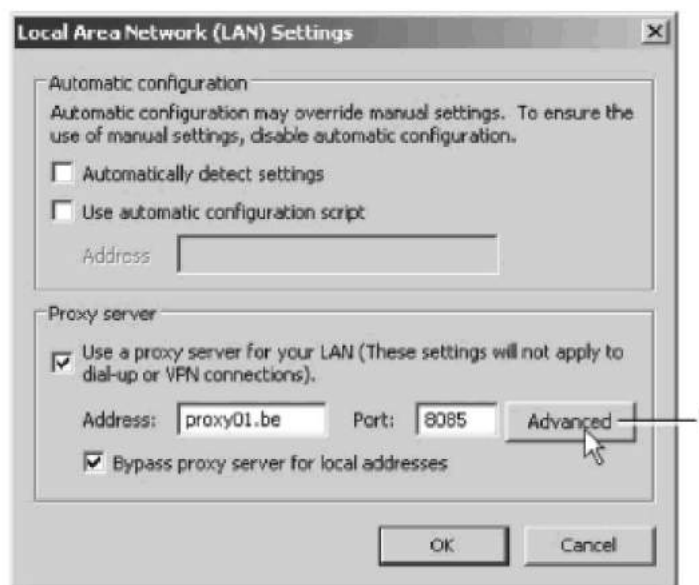 Local Area Network (LAN) Settings
Automatic configuration
Automatic configuration may override manual settings. To ensure the
use of manual settings, disable automatic configuration.
Automatically detect settings
Use automatic configuration script
Address
Proxy server
Use a proxy server for your LAN (These settings will not apply to
dial-up or VPN connections).
Address: proxy01.be Port: 8085 Advanced
Bypass proxy server for local addresses
OK Cancel